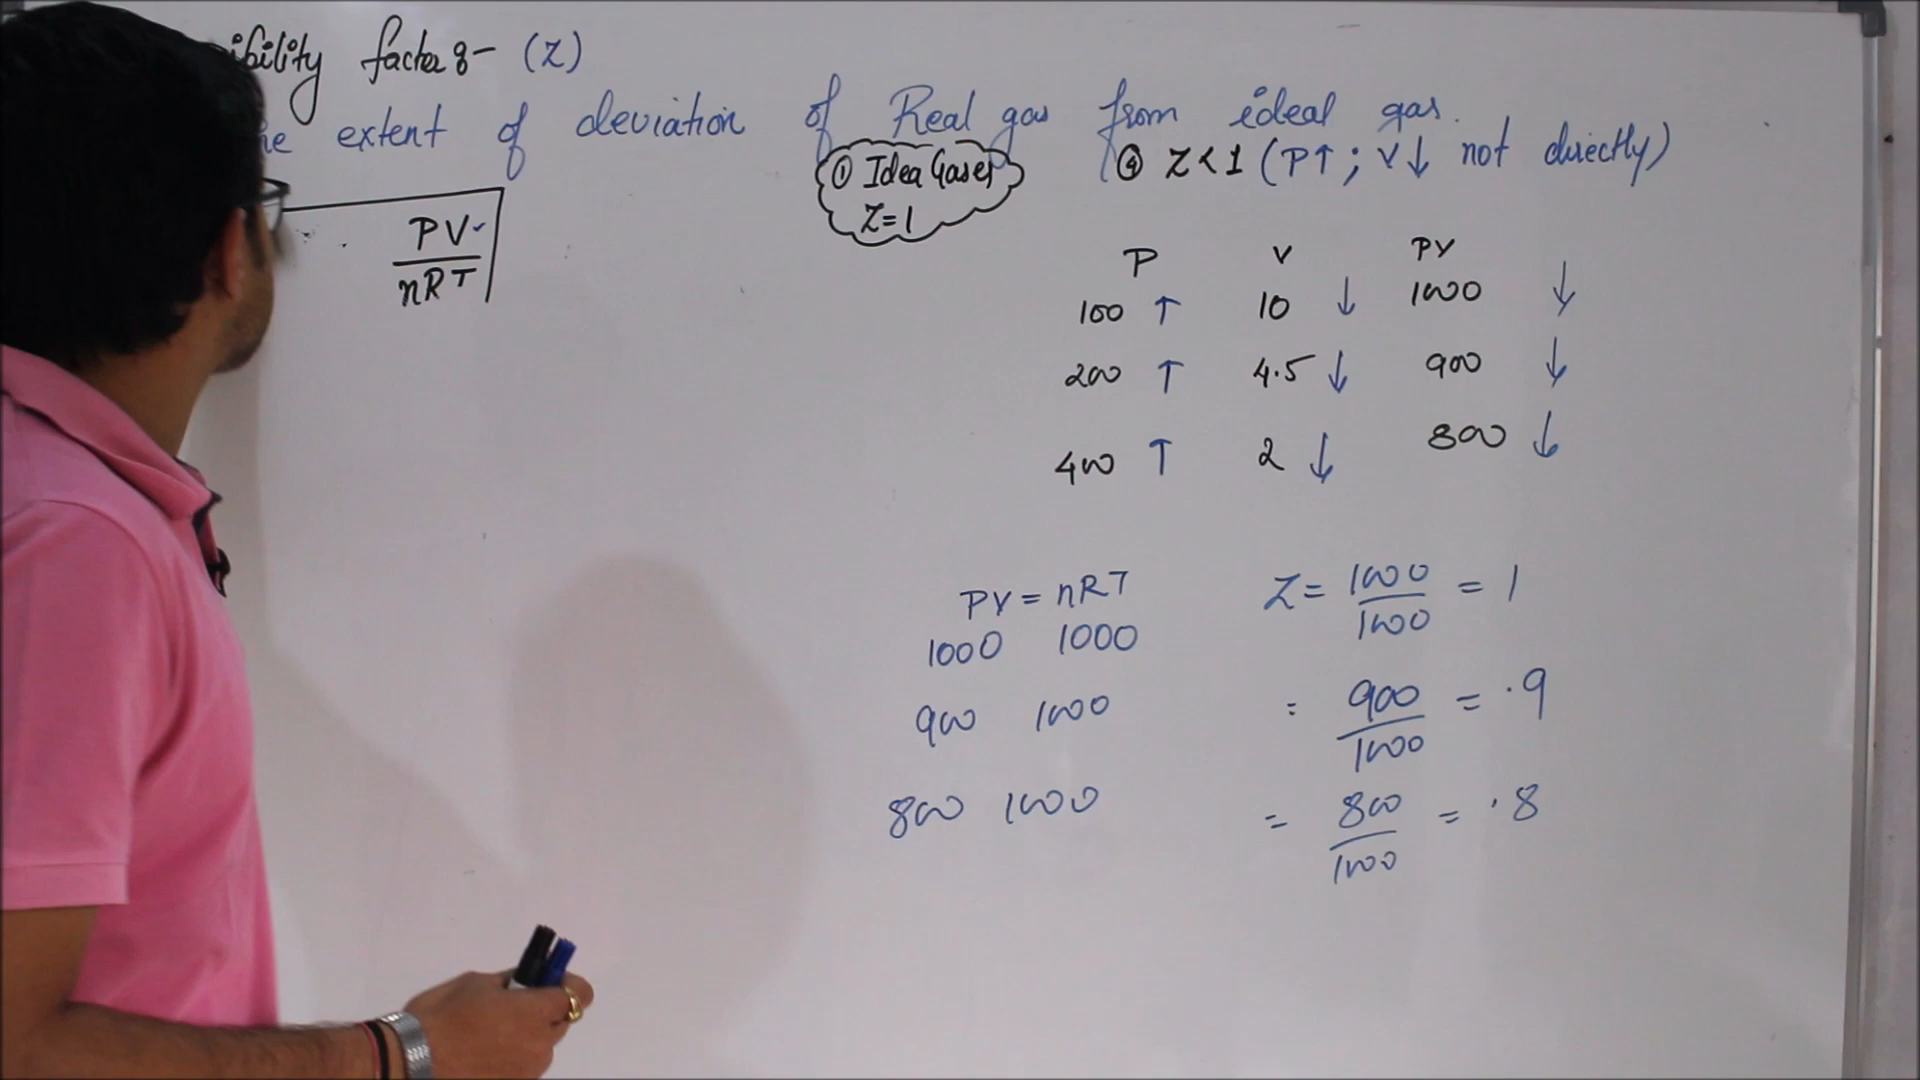 ibility factor :- (Z)
he extent of deviation of Real gas from ideal gas.
① Idea Gases
Z=1
④ Z<1 (P↑ ; V↓ not directly)
PV
nRT
P V PV
100 ↑ 10 ↓ 1000 ↓
200 ↑ 4.5 ↓ 900 ↓
400 ↑ 2 ↓ 800 ↓
PV = nRT
1000 1000
900 1000
800 1000
Z = 1000/1000 = 1
= 900/1000 = .9
= 800/1000 = .8